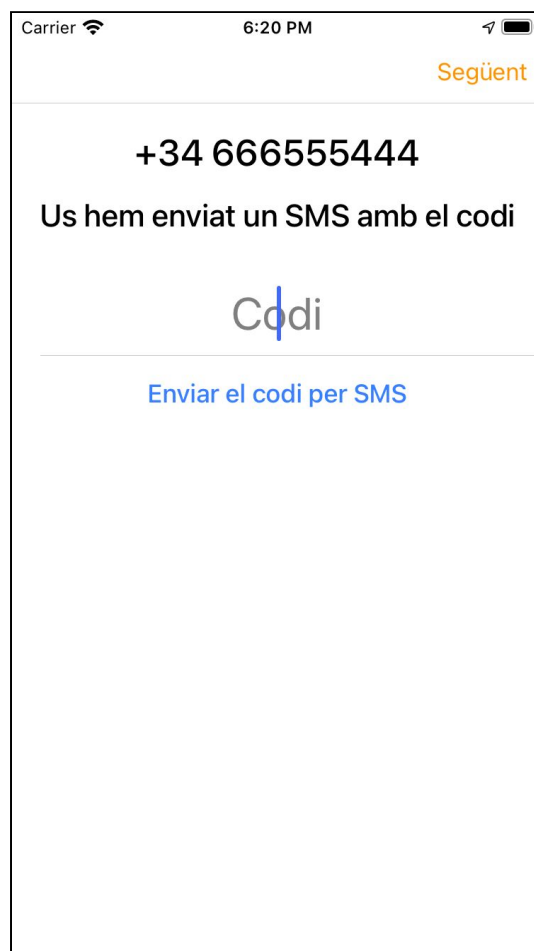 Carrier 6:20 PM
Següent
+34 666555444
Us hem enviat un SMS amb el codi
Codi
Enviar el codi per SMS